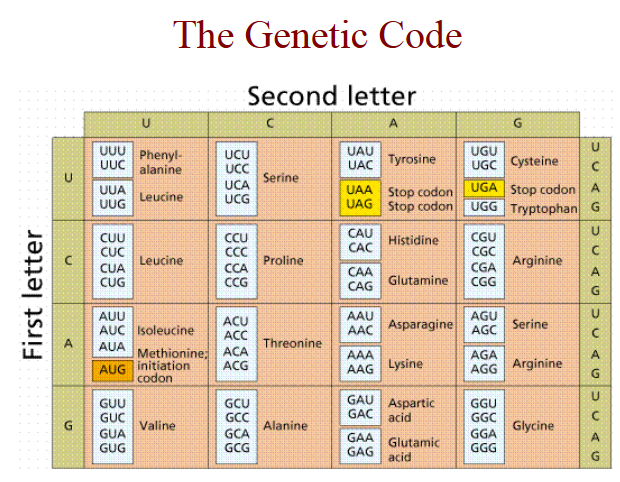 The Genetic Code
Second letter
U C A G
First letter
U
UUU
UUC
Phenyl-
alanine
UUA
UUG
Leucine
UCU
UCC
UCA
UCG
Serine
UAU
UAC
Tyrosine
UAA
UAG
Stop codon
Stop codon
UGU
UGC
Cysteine
UGA
Stop codon
UGG
Tryptophan
U
C
A
G
C
CUU
CUC
CUA
CUG
Leucine
CCU
CCC
CCA
CCG
Proline
CAU
CAC
Histidine
CAA
CAG
Glutamine
CGU
CGC
CGA
CGG
Arginine
U
C
A
G
A
AUU
AUC
AUA
Isoleucine
AUG
Methionine;
initiation
codon
ACU
ACC
ACA
ACG
Threonine
AAU
AAC
Asparagine
AAA
AAG
Lysine
AGU
AGC
Serine
AGA
AGG
Arginine
U
C
A
G
G
GUU
GUC
GUA
GUG
Valine
GCU
GCC
GCA
GCG
Alanine
GAU
GAC
Aspartic
acid
GAA
GAG
Glutamic
acid
GGU
GGC
GGA
GGG
Glycine
U
C
A
G